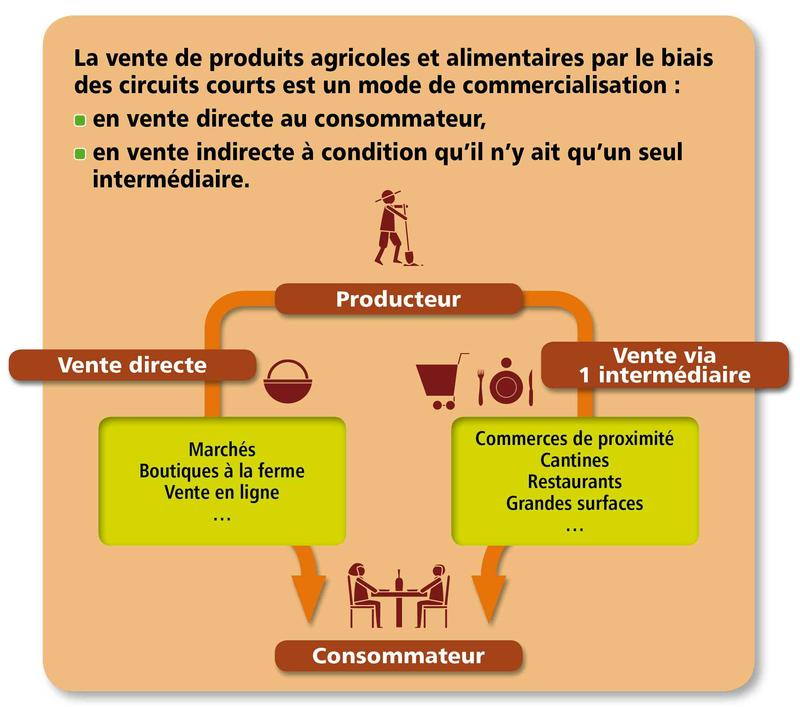 La vente de produits agricoles et alimentaires par le biais
des circuits courts est un mode de commercialisation :
en vente directe au consommateur,
en vente indirecte à condition qu'il n'y ait qu'un seul
intermédiaire.
Producteur
Vente directe
Vente via
1 intermédiaire
Marchés
Boutiques à la ferme
Vente en ligne
...
Commerces de proximité
Cantines
Restaurants
Grandes surfaces
...
Consommateur